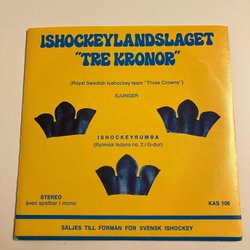 ISHOCKEYLANDSLAGET
"TRE KRONOR"
(Royal Swedish Icehockey team "Three Crowns")
SJUNGER
ISHOCKEYRUMBA
(Rytmisk Isdans no. 2 i G-dur)
STEREO
även spelbar i mono
KAS 106
SÄLJES TILL FÖRMÅN FÖR SVENSK ISHOCKEY